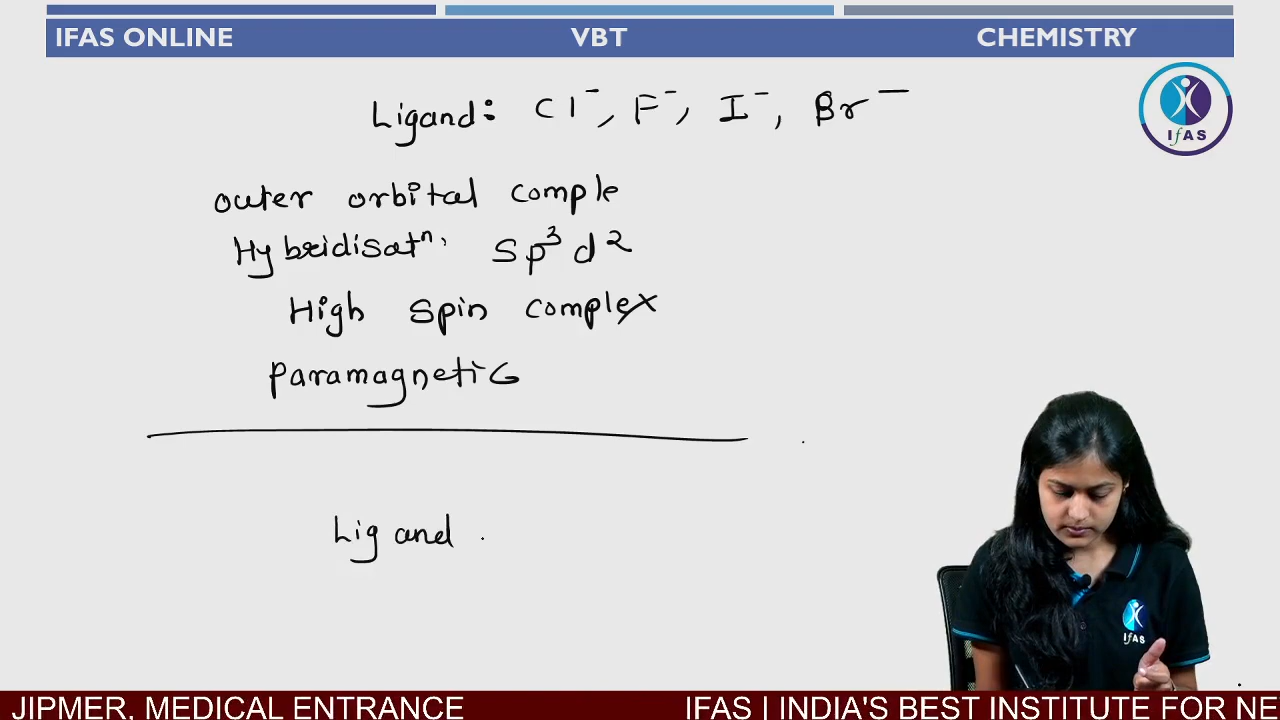 IFAS ONLINE VBT CHEMISTRY
Ligand: Cl⁻, F⁻, I⁻, Br⁻
IfAS
outer orbital comple
Hybridisatⁿ, sp³d²
High spin complex
paramagnetic
Ligand .
IfAS
JIPMER, MEDICAL ENTRANCE IFAS | INDIA'S BEST INSTITUTE FOR NE